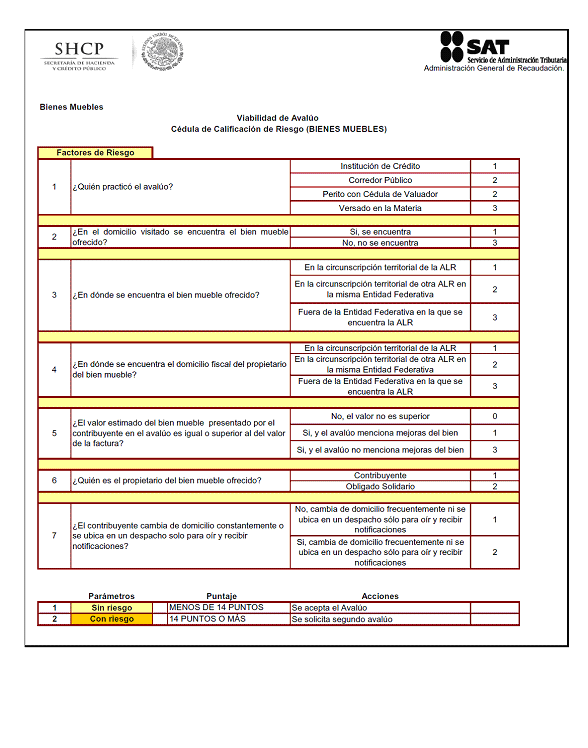 SHCP
SECRETARÍA DE HACIENDA
Y CRÉDITO PÚBLICO
SAT
Servicio de Administración Tributaria
Administración General de Recaudación.
Bienes Muebles
Viabilidad de Avalúo
Cédula de Calificación de Riesgo (BIENES MUEBLES)
Factores de Riesgo
1
¿Quién practicó el avalúo?
Institución de Crédito 1
Corredor Público 2
Perito con Cédula de Valuador 2
Versado en la Materia 3
2
¿En el domicilio visitado se encuentra el bien mueble
ofrecido?
Si, se encuentra 1
No, no se encuentra 3
3
¿En dónde se encuentra el bien mueble ofrecido?
En la circunscripción territorial de la ALR 1
En la circunscripción territorial de otra ALR en
la misma Entidad Federativa
2
Fuera de la Entidad Federativa en la que se
encuentra la ALR
3
4
¿En dónde se encuentra el domicilio fiscal del propietario
del bien mueble?
En la circunscripción territorial de la ALR 1
En la circunscripción territorial de otra ALR en
la misma Entidad Federativa
2
Fuera de la Entidad Federativa en la que se
encuentra la ALR
3
5
¿El valor estimado del bien mueble presentado por el
contribuyente en el avalúo es igual o superior al del valor
de la factura?
No, el valor no es superior 0
Si, y el avalúo menciona mejoras del bien 1
Si, y el avalúo no menciona mejoras del bien 3
6
¿Quién es el propietario del bien mueble ofrecido?
Contribuyente 1
Obligado Solidario 2
7
¿El contribuyente cambia de domicilio constantemente o
se ubica en un despacho solo para oír y recibir
notificaciones?
No, cambia de domicilio frecuentemente ni se
ubica en un despacho sólo para oír y recibir
notificaciones
1
Si, cambia de domicilio frecuentemente ni se
ubica en un despacho sólo para oír y recibir
notificaciones
2
Parámetros Puntaje Acciones
1 Sin riesgo MENOS DE 14 PUNTOS Se acepta el Avalúo
2 Con riesgo 14 PUNTOS O MÁS Se solicita segundo avalúo